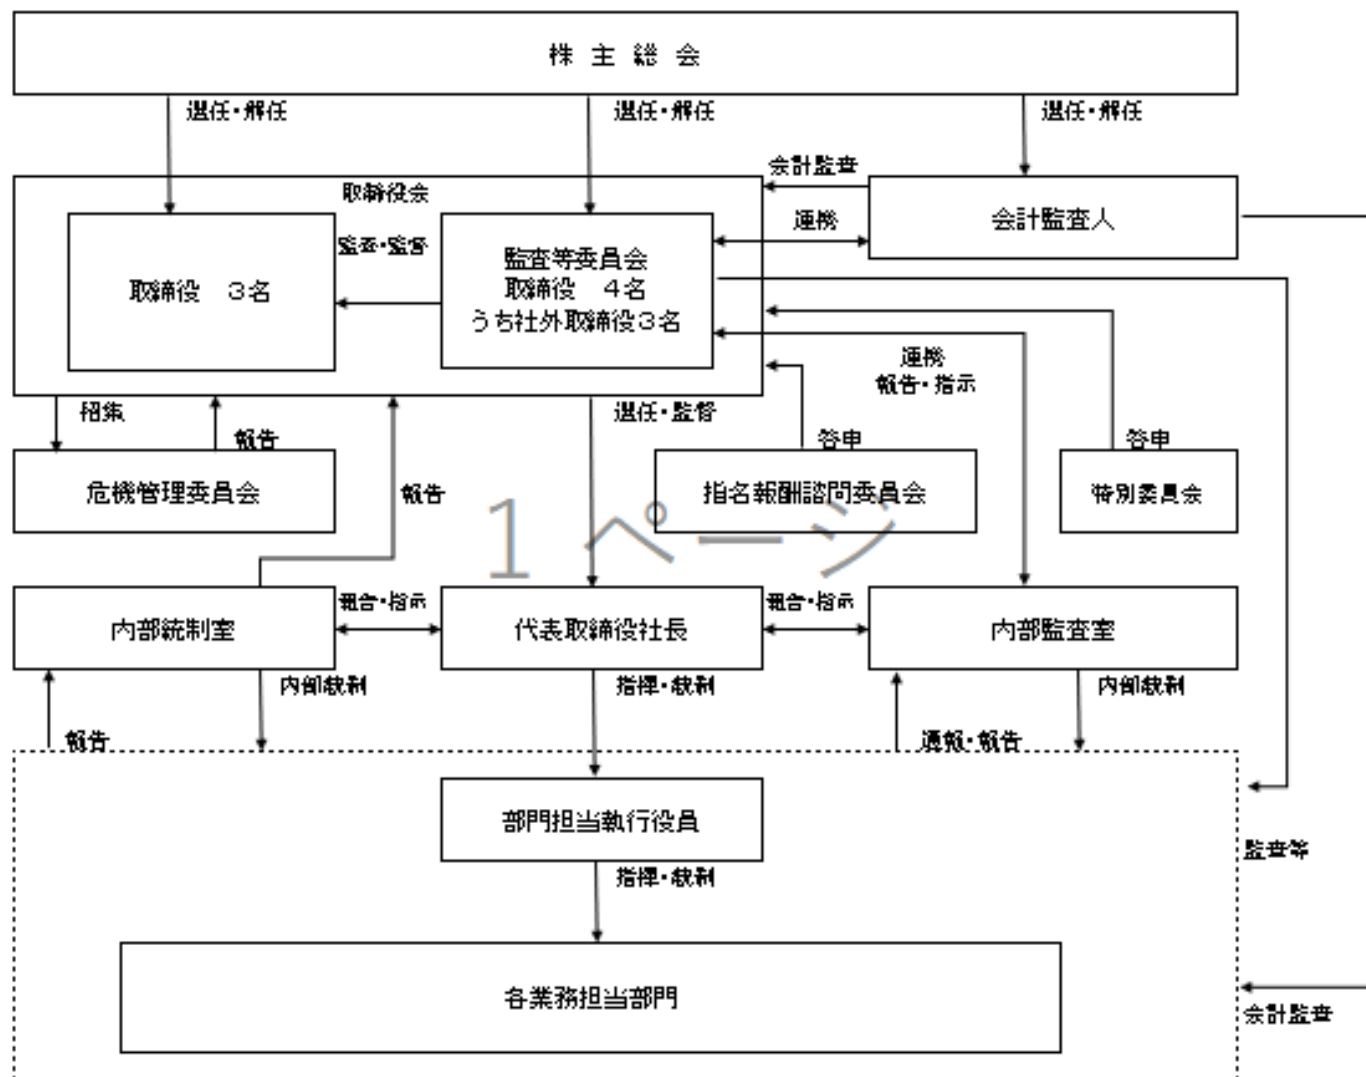 株主総会
選任・解任
選任・解任
選任・解任
会計監査
取締役会
連携
会計監査人
監査・監督
取締役 3名
監査等委員会
取締役 4名
うち社外取締役3名
連携
報告・指示
招集
報告
選任・監督
答申
答申
危機管理委員会
報告
指名報酬諮問委員会
特別委員会
1 ページ
報告・指示
報告・指示
内部統制室
代表取締役社長
内部監査室
内部統制
指揮・統制
内部統制
報告
通報・報告
部門担当執行役員
監査等
指揮・統制
各業務担当部門
会計監査